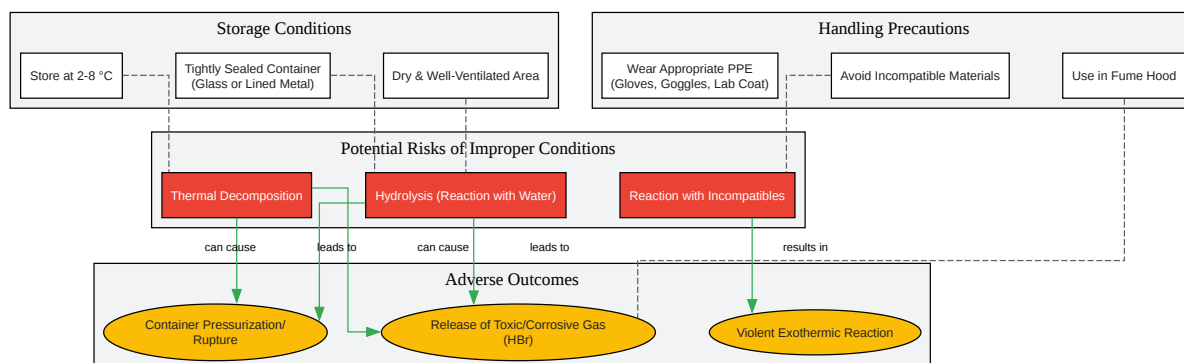 Storage Conditions
Store at 2-8 °C
Tightly Sealed Container
(Glass or Lined Metal)
Dry & Well-Ventilated Area
Handling Precautions
Wear Appropriate PPE
(Gloves, Goggles, Lab Coat)
Avoid Incompatible Materials
Use in Fume Hood
Potential Risks of Improper Conditions
Thermal Decomposition
Hydrolysis (Reaction with Water)
Reaction with Incompatibles
can cause
leads to
can cause
leads to
results in
Adverse Outcomes
Container Pressurization/
Rupture
Release of Toxic/Corrosive Gas
(HBr)
Violent Exothermic Reaction